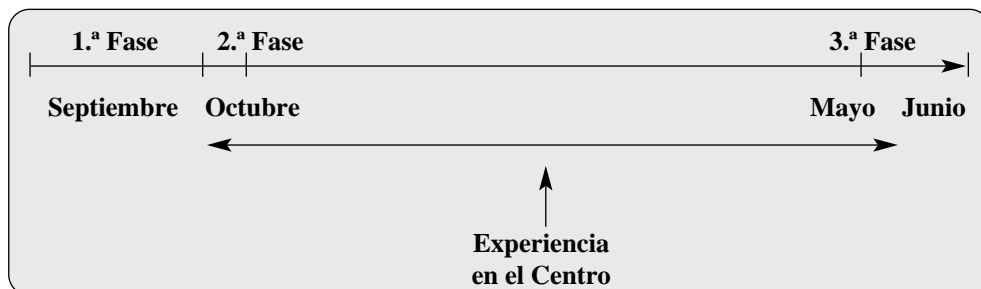 1.ª Fase 2.ª Fase 3.ª Fase
Septiembre Octubre Mayo Junio
Experiencia
en el Centro